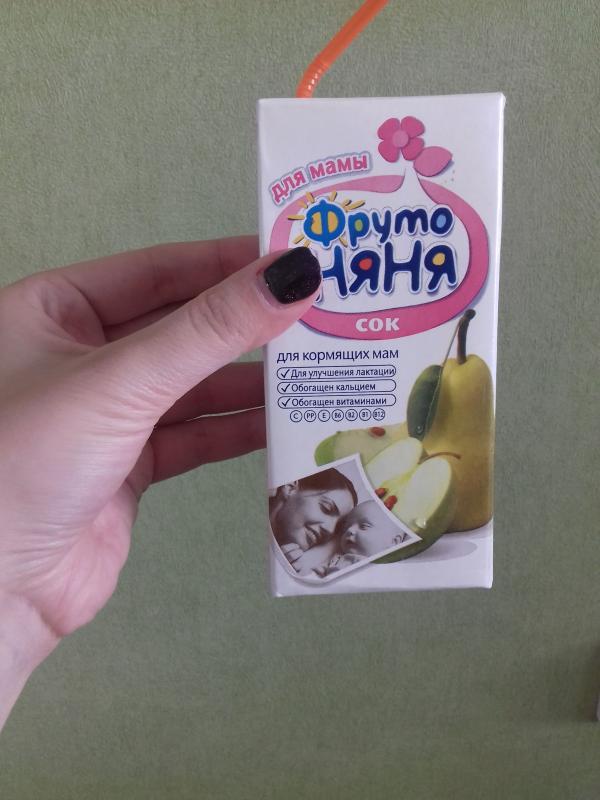 для мамы
Фруто
НЯНЯ
сок
для кормящих мам
Для улучшения лактации
Обогащен кальцием
Обогащен витаминами
C PP E B6 B2 B1 B12